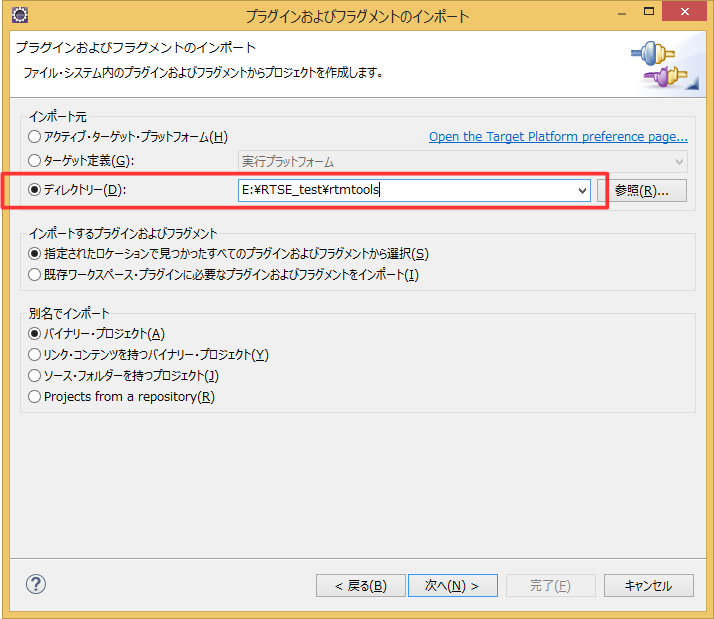 プラグインおよびフラグメントのインポート
プラグインおよびフラグメントのインポート
ファイル・システム内のプラグインおよびフラグメントからプロジェクトを作成します。
インポート元
アクティブ・ターゲット・プラットフォーム(H)
Open the Target Platform preference page...
ターゲット定義(G):
実行プラットフォーム
ディレクトリー(D):
E:¥RTSE_test¥rtmtools
参照(R)...
インポートするプラグインおよびフラグメント
指定されたロケーションで見つかったすべてのプラグインおよびフラグメントから選択(S)
既存ワークスペース・プラグインに必要なプラグインおよびフラグメントをインポート(I)
別名でインポート
バイナリー・プロジェクト(A)
リンク・コンテンツを持つバイナリー・プロジェクト(Y)
ソース・フォルダーを持つプロジェクト(J)
Projects from a repository(R)
?
< 戻る(B)
次へ(N) >
完了(F)
キャンセル